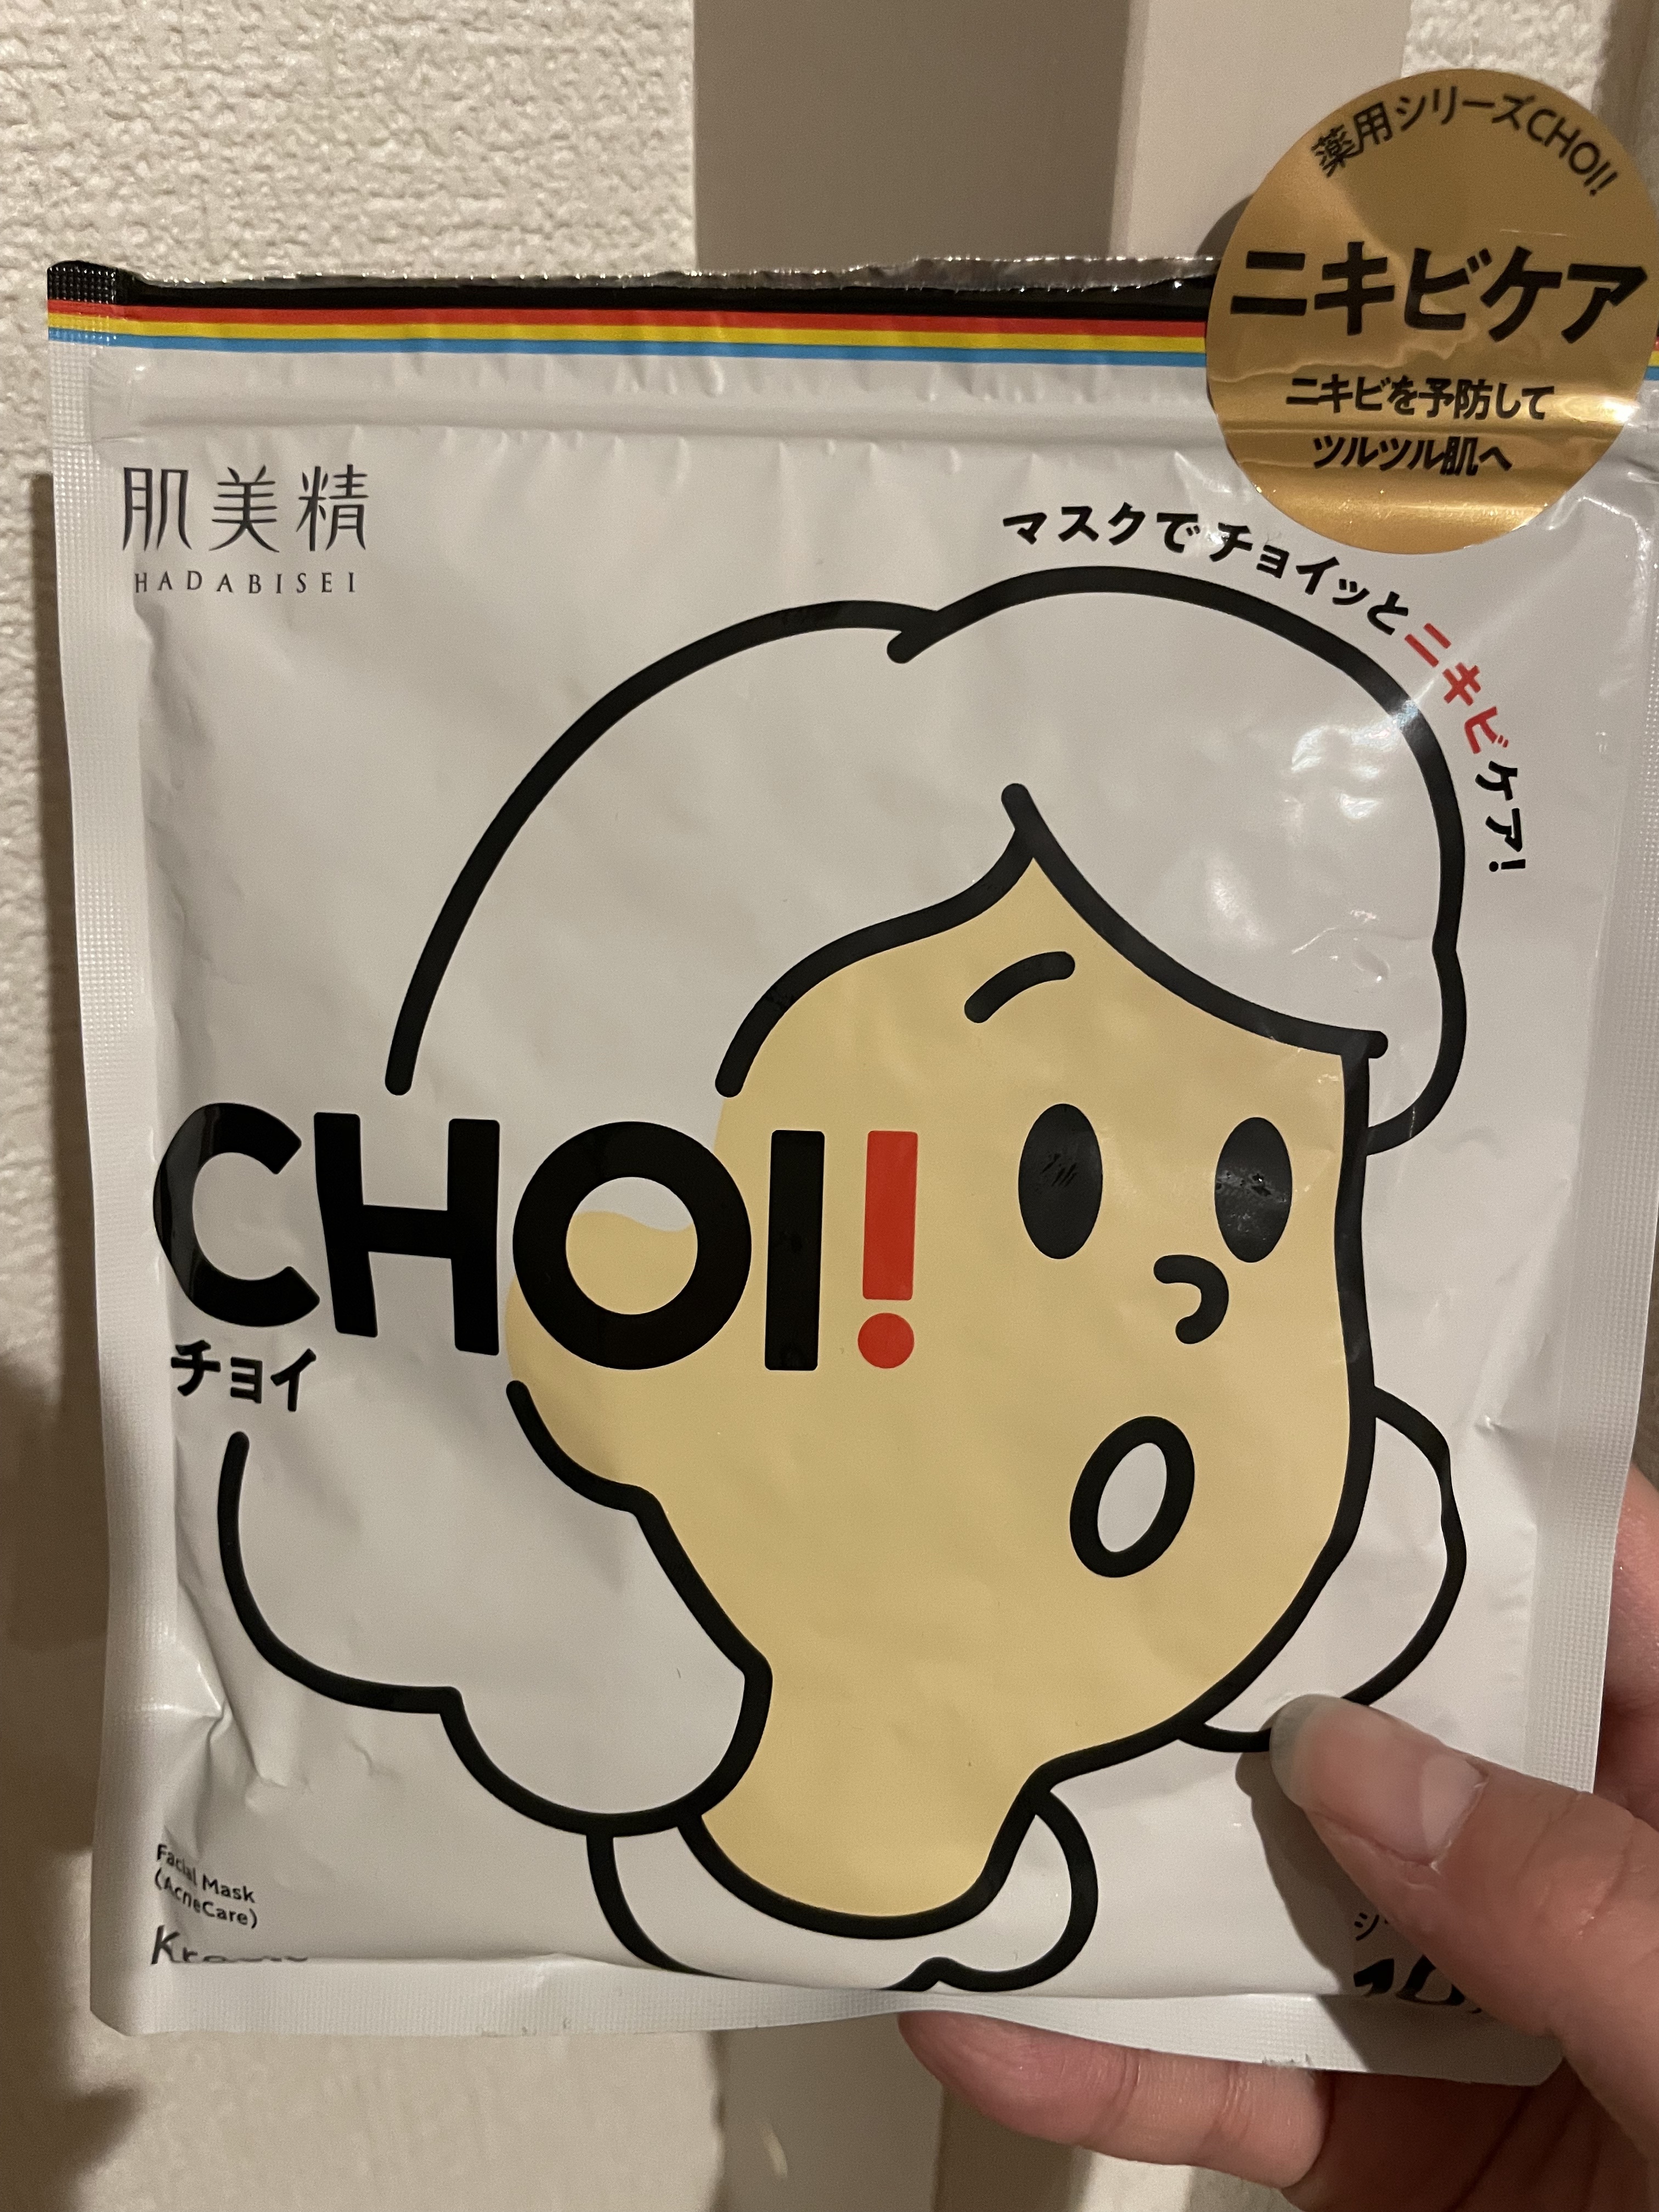 薬用シリーズCHOI!
ニキビケア
ニキビを予防して
ツルツル肌へ
肌美精
HADABISEI
マスクでチョイッとニキビケア!
CHOI!
チョイ
Facial Mask
(AcneCare)